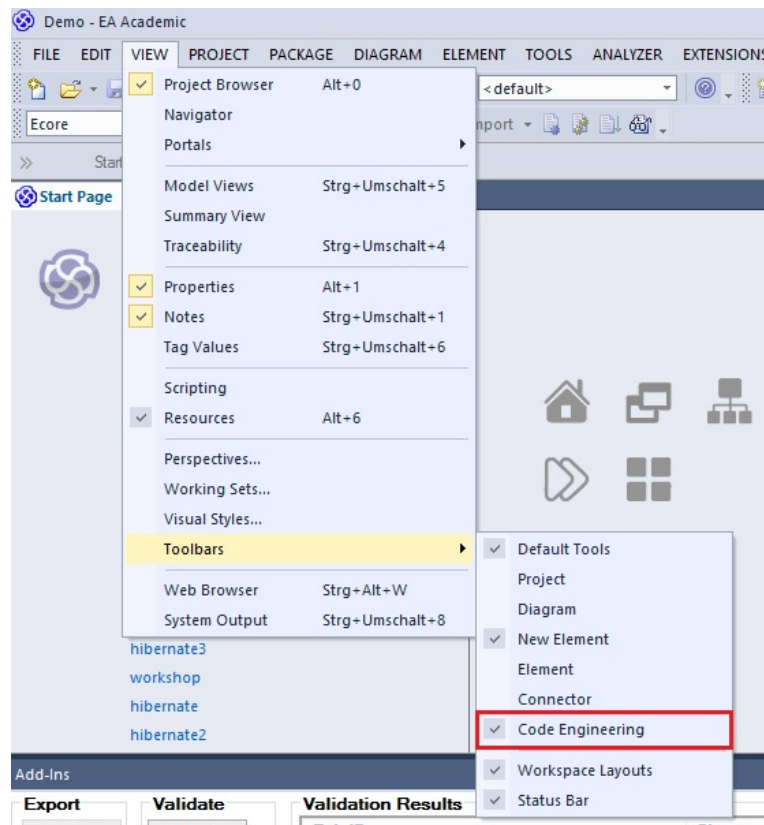 Demo - EA Academic
FILE EDIT VIEW PROJECT PACKAGE DIAGRAM ELEMENT TOOLS ANALYZER EXTENSIONS
<default>
Ecore
Start Page
Project Browser Alt+0
Navigator
Portals
Model Views Strg+Umschalt+5
Summary View
Traceability Strg+Umschalt+4
Properties Alt+1
Notes Strg+Umschalt+1
Tag Values Strg+Umschalt+6
Scripting
Resources Alt+6
Perspectives...
Working Sets...
Visual Styles...
Toolbars
Web Browser Strg+Alt+W
System Output Strg+Umschalt+8
Default Tools
Project
Diagram
New Element
Element
Connector
Code Engineering
Workspace Layouts
Status Bar
hibernate3
workshop
hibernate
hibernate2
Add-Ins
Export Validate Validation Results